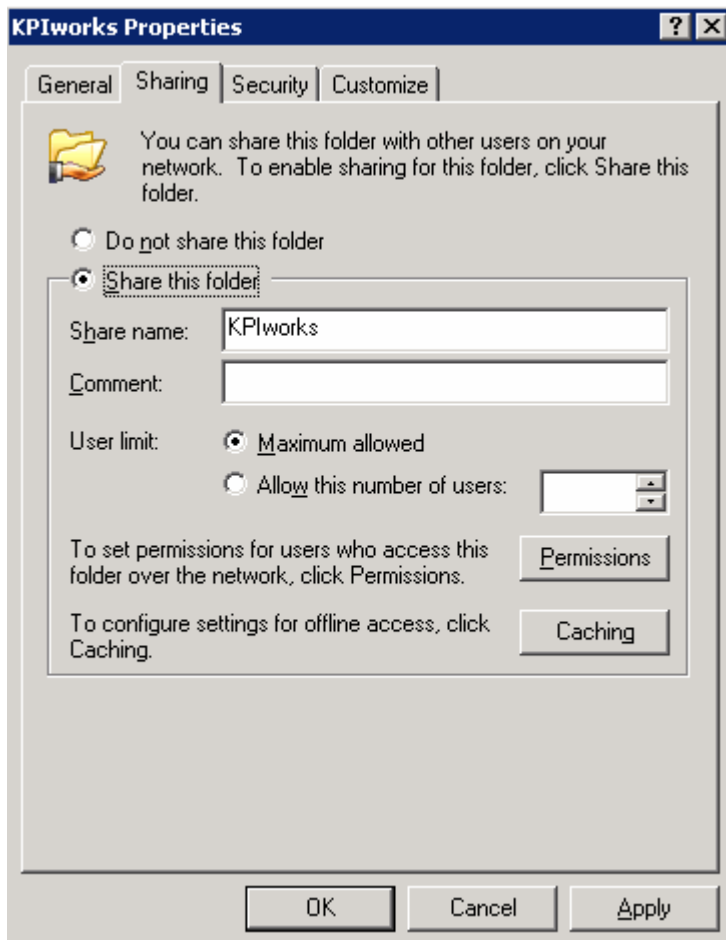 KPIworks Properties
General Sharing Security Customize
You can share this folder with other users on your
network. To enable sharing for this folder, click Share this
folder.
Do not share this folder
Share this folder
Share name: KPIworks
Comment:
User limit: Maximum allowed
Allow this number of users:
To set permissions for users who access this
folder over the network, click Permissions.
Permissions
To configure settings for offline access, click
Caching.
Caching
OK Cancel Apply